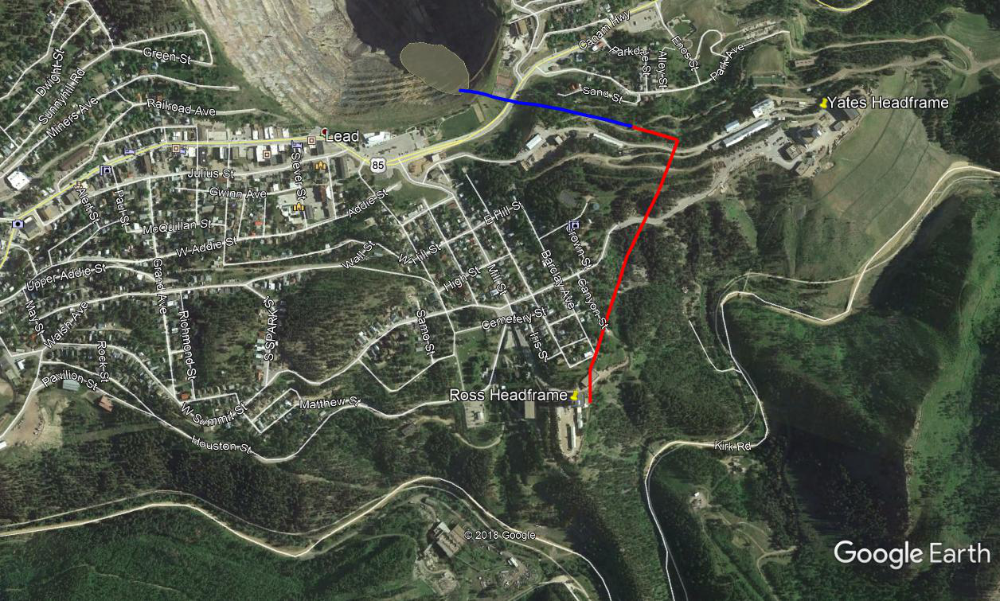 Canam Hwy
Green St
Dwight St
Enos St
Parkdale St
Alley St
Park Ave
Sunnyhill Rd
Sand St
Yates Headframe
Miners Ave
Railroad Ave
Lead
85
Julius St
Siever St
Gwinn Ave
Alert St
Paul St
Addie St
E Hill St
McQuillan St
W Addie St
Crown St
Wall St
W Hill St
Upper Addie St
Grand Ave
High St
Mill St
Barclay Ave
Canyon St
May St
Walsh Ave
Richmond St
S SPARK ST
Samo St
Cemetery St
Iris St
Rock St
Pavilion St
Ross Headframe
W Summit St
Matthew St
Houston St
Kirk Rd
© 2018 Google
Google Earth